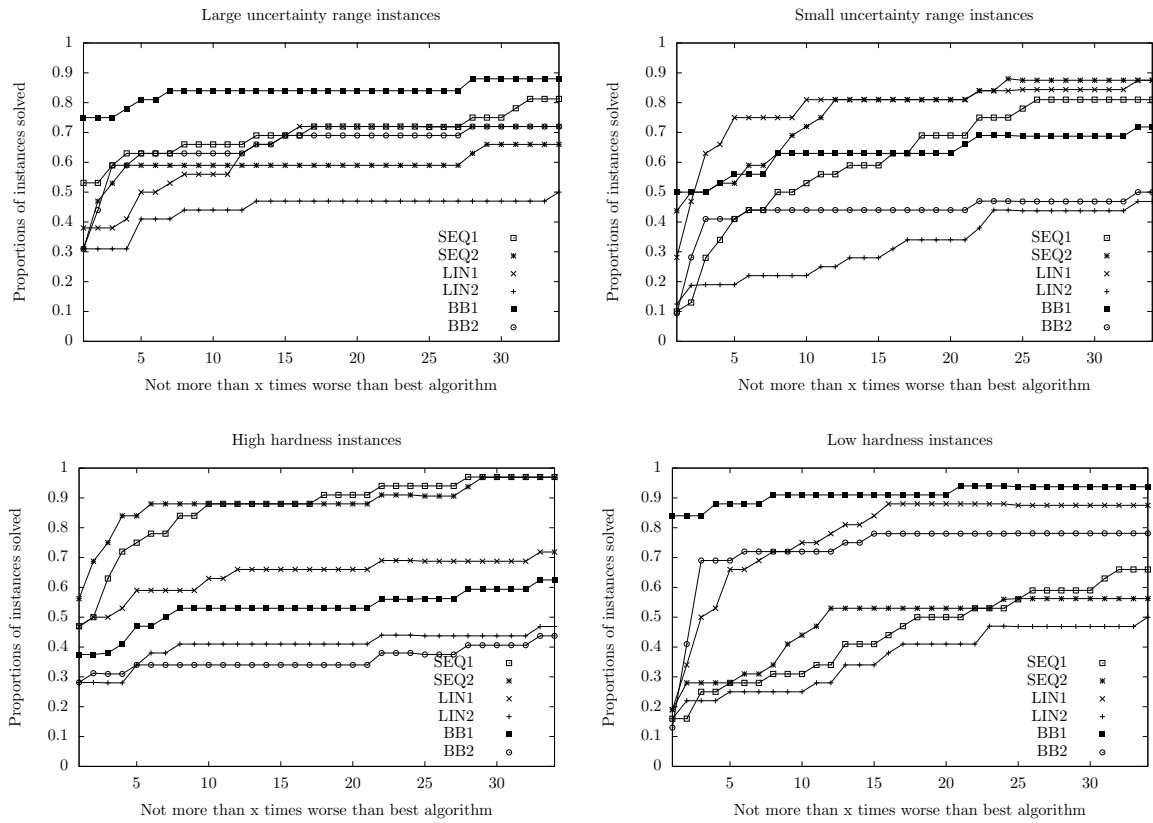 Large uncertainty range instances
Proportions of instances solved
1
0.9
0.8
0.7
0.6
0.5
0.4
0.3
0.2
0.1
0
SEQ1
SEQ2
LIN1
LIN2
BB1
BB2
5 10 15 20 25 30
Not more than x times worse than best algorithm
Small uncertainty range instances
Proportions of instances solved
1
0.9
0.8
0.7
0.6
0.5
0.4
0.3
0.2
0.1
0
SEQ1
SEQ2
LIN1
LIN2
BB1
BB2
5 10 15 20 25 30
Not more than x times worse than best algorithm
High hardness instances
Proportions of instances solved
1
0.9
0.8
0.7
0.6
0.5
0.4
0.3
0.2
0.1
0
SEQ1
SEQ2
LIN1
LIN2
BB1
BB2
5 10 15 20 25 30
Not more than x times worse than best algorithm
Low hardness instances
Proportions of instances solved
1
0.9
0.8
0.7
0.6
0.5
0.4
0.3
0.2
0.1
0
SEQ1
SEQ2
LIN1
LIN2
BB1
BB2
5 10 15 20 25 30
Not more than x times worse than best algorithm